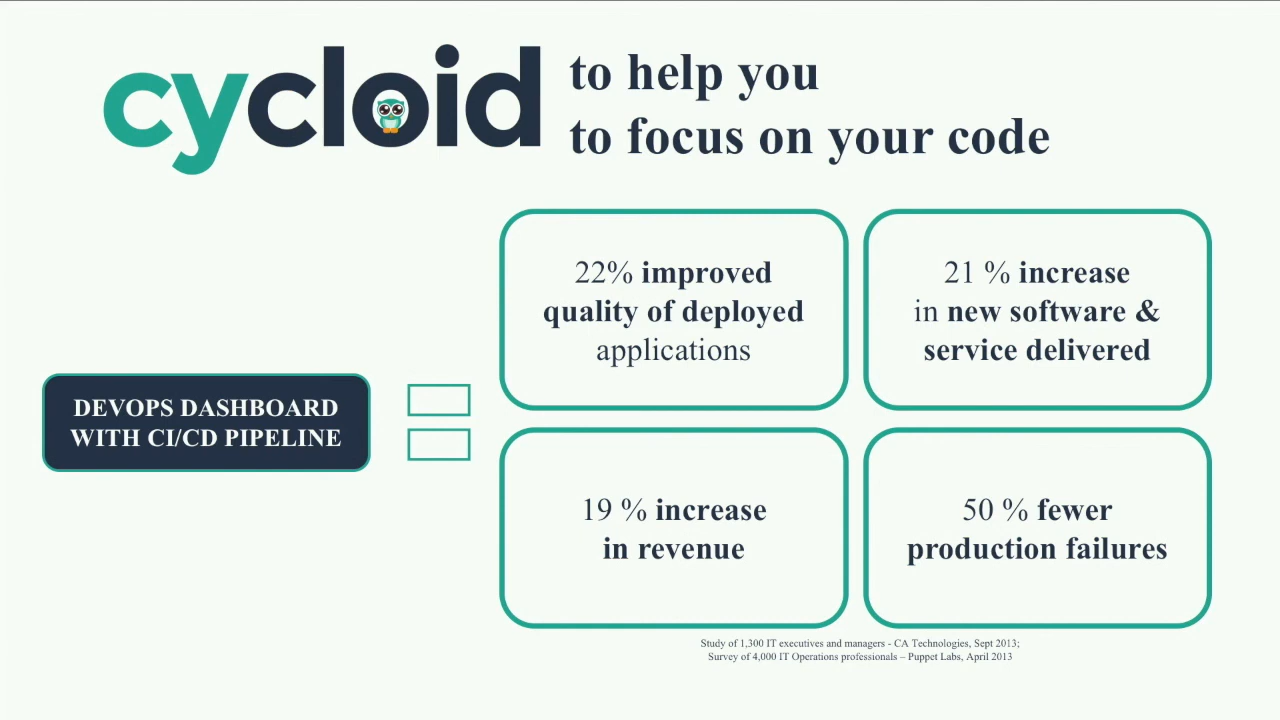 cycloid
to help you
to focus on your code
22% improved
quality of deployed
applications
21 % increase
in new software &
service delivered
DEVOPS DASHBOARD
WITH CI/CD PIPELINE
19 % increase
in revenue
50 % fewer
production failures
Study of 1,300 IT executives and managers - CA Technologies, Sept 2013;
Survey of 4,000 IT Operations professionals – Puppet Labs, April 2013